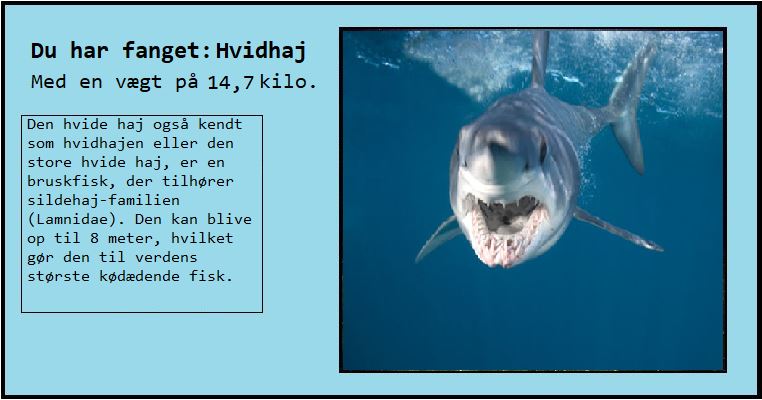 Du har fanget: Hvidhaj
Med en vægt på 14,7 kilo.
Den hvide haj også kendt
som hvidhajen eller den
store hvide haj, er en
bruskfisk, der tilhører
sildehaj-familien
(Lamnidae). Den kan blive
op til 8 meter, hvilket
gør den til verdens
største kødædende fisk.